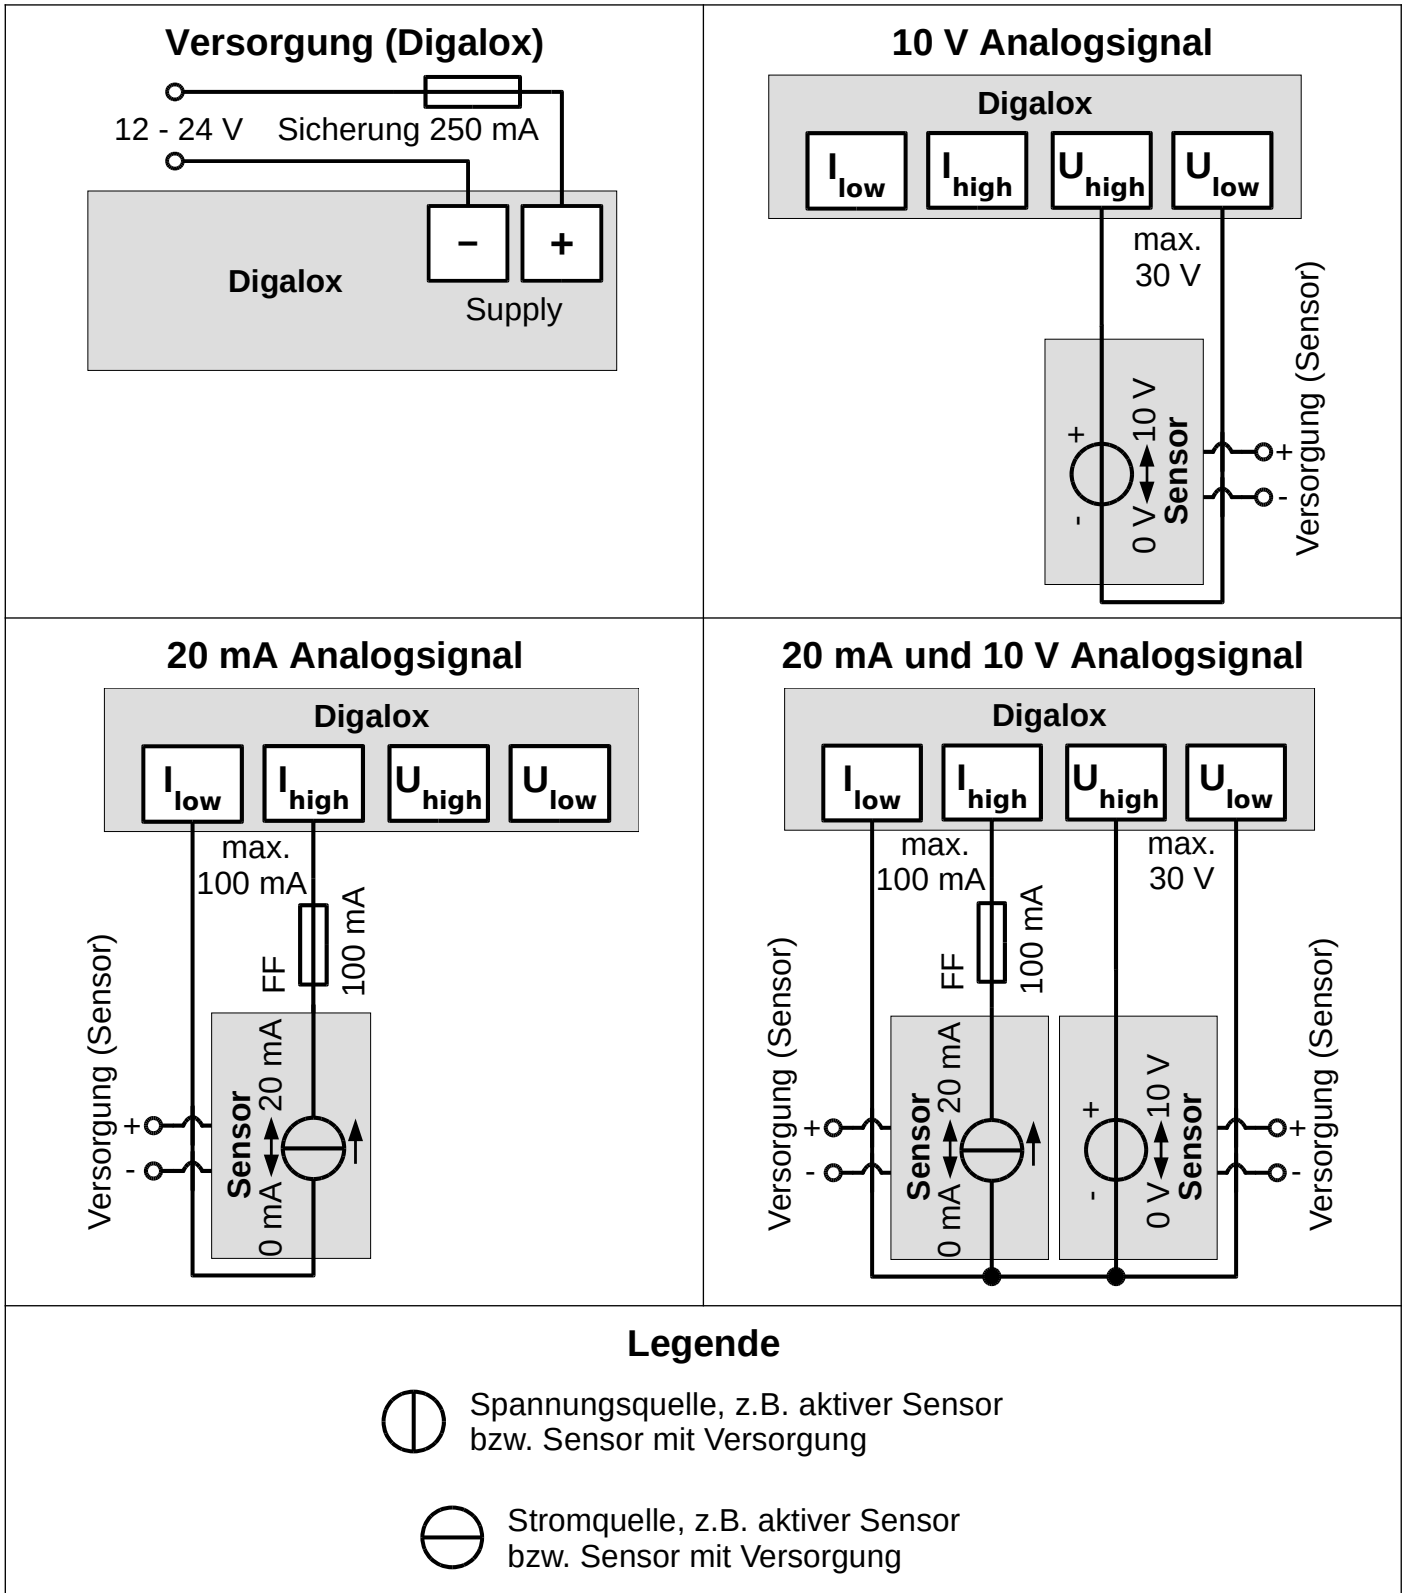 Versorgung (Digalox)
12 - 24 V
Sicherung 250 mA
−
+
Digalox
Supply
10 V Analogsignal
Digalox
Ilow
Ihigh
Uhigh
Ulow
max.
30 V
+
-
0 V
10 V
Sensor
+
-
Versorgung (Sensor)
20 mA Analogsignal
Digalox
Ilow
Ihigh
Uhigh
Ulow
max.
100 mA
FF
100 mA
Versorgung (Sensor)
+
-
Sensor
0 mA
20 mA
20 mA und 10 V Analogsignal
Digalox
Ilow
Ihigh
Uhigh
Ulow
max.
100 mA
max.
30 V
FF
100 mA
Versorgung (Sensor)
+
-
Sensor
0 mA
20 mA
+
-
0 V
10 V
Sensor
+
-
Versorgung (Sensor)
Legende
Spannungsquelle, z.B. aktiver Sensor
bzw. Sensor mit Versorgung
Stromquelle, z.B. aktiver Sensor
bzw. Sensor mit Versorgung